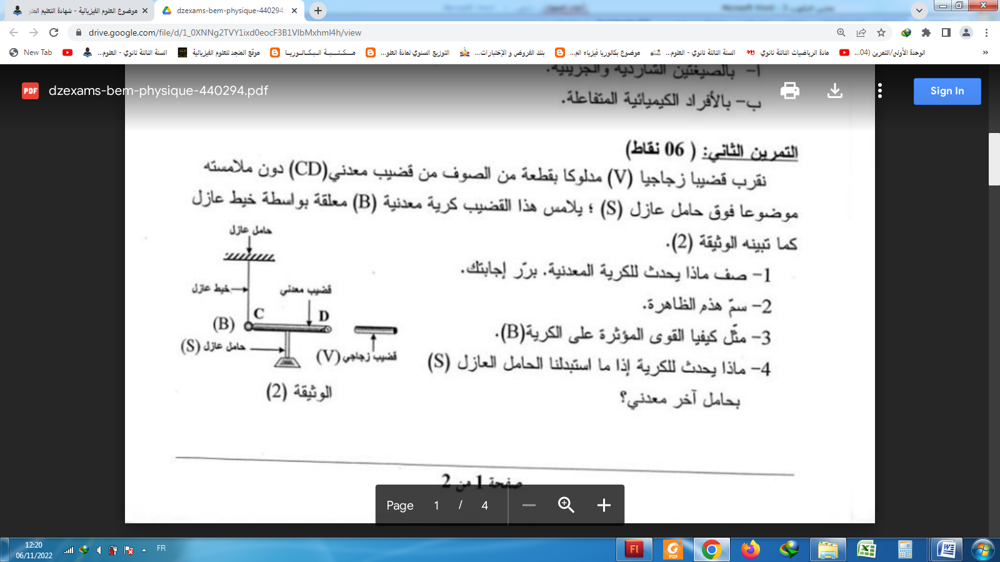 موضوع العلوم الفيزيائية - شهادة التعليم المتو
dzexams-bem-physique-440294.
drive.google.com/file/d/1_0XNNg2TVY1ixd0eocF3B1VIbMxhml4h/view
New Tab
السنة الثالثة ثانوي - العلوم...
موقع المنجد للعلوم الفيزيائية
مـــكـــتـــبـــة الـــبـــكـــالـــوريـــا
التوزيع السنوي لمادة العلو...
بنك الفروض و الإختبارات...
موضوع بكالوريا فيزياء الم...
السنة الثالثة ثانوي - العلوم...
مادة الرياضيات الثالثة ثانوي
الوحدة الأولى/التمرين (04...
»
PDF
dzexams-bem-physique-440294.pdf
Sign In
أ- بالصيغتين الشاردية والجزيئية.
ب- بالأفراد الكيميائية المتفاعلة.
التمرين الثاني: ( 06 نقاط)
نقرب قضيبا زجاجيا (V) مدلوكا بقطعة من الصوف من قضيب معدني(CD) دون ملامسته
موضوعا فوق حامل عازل (S) ؛ يلامس هذا القضيب كرية معدنية (B) معلقة بواسطة خيط عازل
كما تبينه الوثيقة (2).
1- صف ماذا يحدث للكرية المعدنية. برّر إجابتك.
2- سمّ هذه الظاهرة.
3- مثّل كيفيا القوى المؤثرة على الكرية(B).
4- ماذا يحدث للكرية إذا ما استبدلنا الحامل العازل (S)
بحامل آخر معدني؟
حامل عازل
خيط عازل
قضيب معدني
C
D
(B)
(S) حامل عازل
قضيب زجاجي (V)
الوثيقة (2)
صفحة 1 من 2
Page 1 / 4
12:20
06/11/2022
FR
Fl
PDF